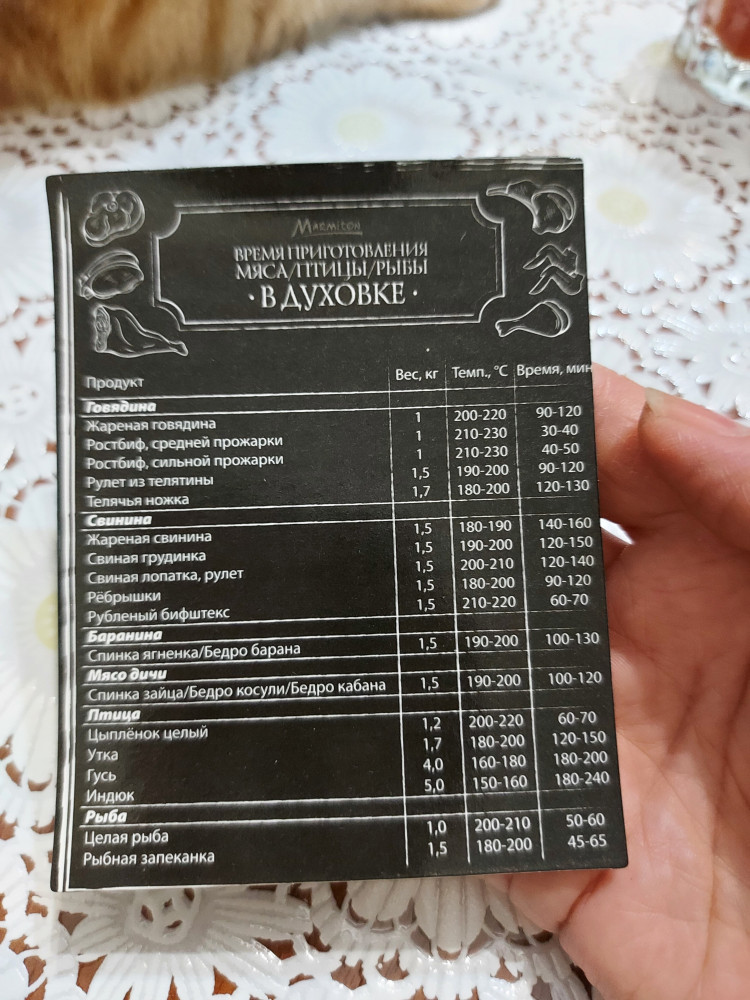 Marmiton
ВРЕМЯ ПРИГОТОВЛЕНИЯ
МЯСА/ПТИЦЫ/РЫБЫ
· В ДУХОВКЕ ·
Продукт Вес, кг Темп., °С Время, мин
Говядина
Жареная говядина 1 200-220 90-120
Ростбиф, средней прожарки 1 210-230 30-40
Ростбиф, сильной прожарки 1 210-230 40-50
Рулет из телятины 1,5 190-200 90-120
Телячья ножка 1,7 180-200 120-130
Свинина
Жареная свинина 1,5 180-190 140-160
Свиная грудинка 1,5 190-200 120-150
Свиная лопатка, рулет 1,5 200-210 120-140
Рёбрышки 1,5 180-200 90-120
Рубленый бифштекс 1,5 210-220 60-70
Баранина
Спинка ягненка/Бедро барана 1,5 190-200 100-130
Мясо дичи
Спинка зайца/Бедро косули/Бедро кабана 1,5 190-200 100-120
Птица
Цыплёнок целый 1,2 200-220 60-70
Утка 1,7 180-200 120-150
Гусь 4,0 160-180 180-200
Индюк 5,0 150-160 180-240
Рыба
Целая рыба 1,0 200-210 50-60
Рыбная запеканка 1,5 180-200 45-65